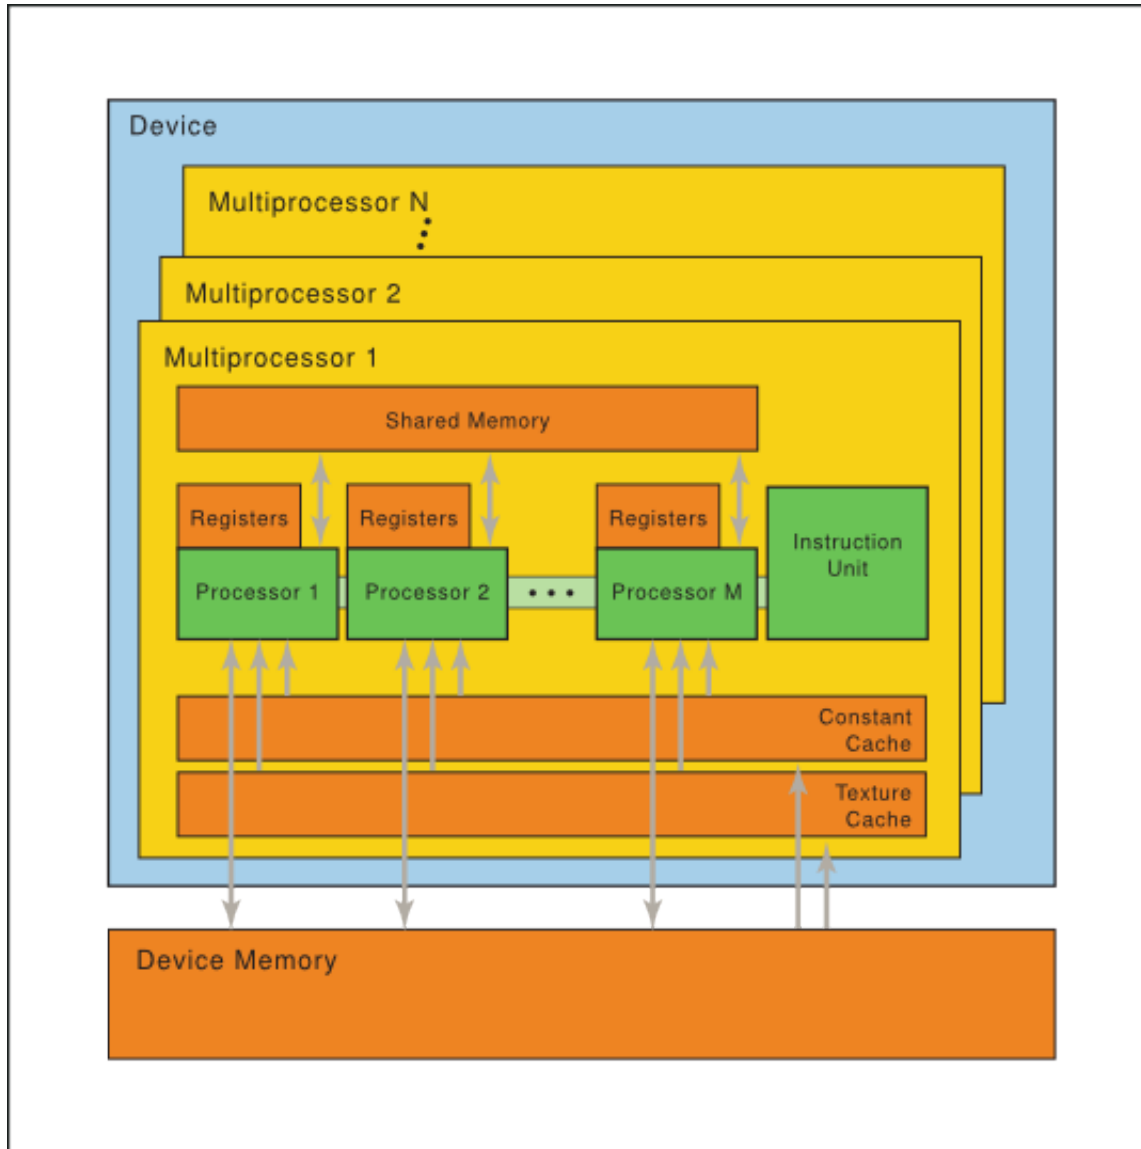 Device
Multiprocessor N
Multiprocessor 2
Multiprocessor 1
Shared Memory
Registers
Registers
Registers
Instruction
Unit
Processor 1
Processor 2
Processor M
Constant
Cache
Texture
Cache
Device Memory